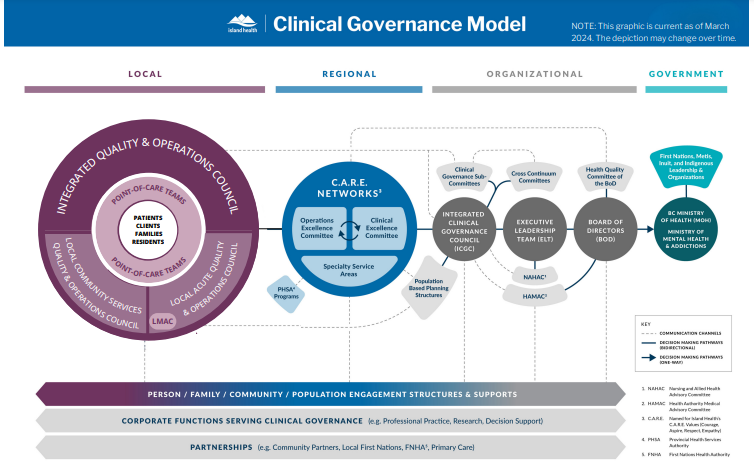 island health
Clinical Governance Model
NOTE: This graphic is current as of March
2024. The depiction may change over time.
LOCAL
REGIONAL
ORGANIZATIONAL
GOVERNMENT
INTEGRATED QUALITY & OPERATIONS COUNCIL
POINT-OF-CARE TEAMS
PATIENTS
CLIENTS
FAMILIES
RESIDENTS
POINT-OF-CARE TEAMS
LOCAL COMMUNITY SERVICES
QUALITY & OPERATIONS COUNCIL
LOCAL ACUTE QUALITY
& OPERATIONS COUNCIL
LMAC
C.A.R.E.
NETWORKS³
Operations
Excellence
Committee
Clinical
Excellence
Committee
Specialty Service
Areas
PHSA⁴
Programs
Population
Based Planning
Structures
Clinical
Governance Sub-
Committees
Cross Continuum
Committees
Health Quality
Committee of
the BoD
First Nations, Metis,
Inuit, and Indigenous
Leadership &
Organizations
INTEGRATED
CLINICAL
GOVERNANCE
COUNCIL
(ICGC)
EXECUTIVE
LEADERSHIP
TEAM (ELT)
BOARD OF
DIRECTORS
(BOD)
BC MINISTRY
OF HEALTH (MOH)
MINISTRY OF
MENTAL HEALTH
& ADDICTIONS
NAHAC¹
HAMAC²
KEY
COMMUNICATION CHANNELS
DECISION MAKING PATHWAYS
(BIDIRECTIONAL)
DECISION MAKING PATHWAYS
(ONE-WAY)
1. NAHAC Nursing and Allied Health
Advisory Committee
2. HAMAC Health Authority Medical
Advisory Committee
3. C.A.R.E. Named for Island Health's
C.A.R.E. Values (Courage,
Aspire, Respect, Empathy)
4. PHSA Provincial Health Services
Authority
5. FNHA First Nations Health Authority
PERSON / FAMILY / COMMUNITY / POPULATION ENGAGEMENT STRUCTURES & SUPPORTS
CORPORATE FUNCTIONS SERVING CLINICAL GOVERNANCE (e.g. Professional Practice, Research, Decision Support)
PARTNERSHIPS (e.g. Community Partners, Local First Nations, FNHA⁵, Primary Care)